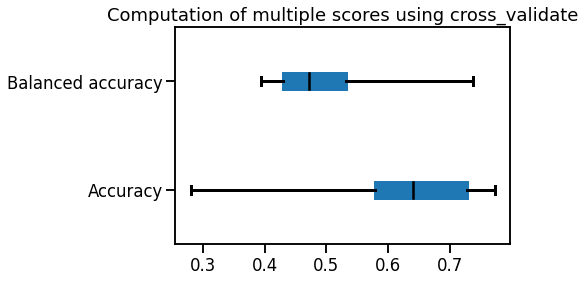 Computation of multiple scores using cross_validate
Balanced accuracy
Accuracy
0.3 0.4 0.5 0.6 0.7